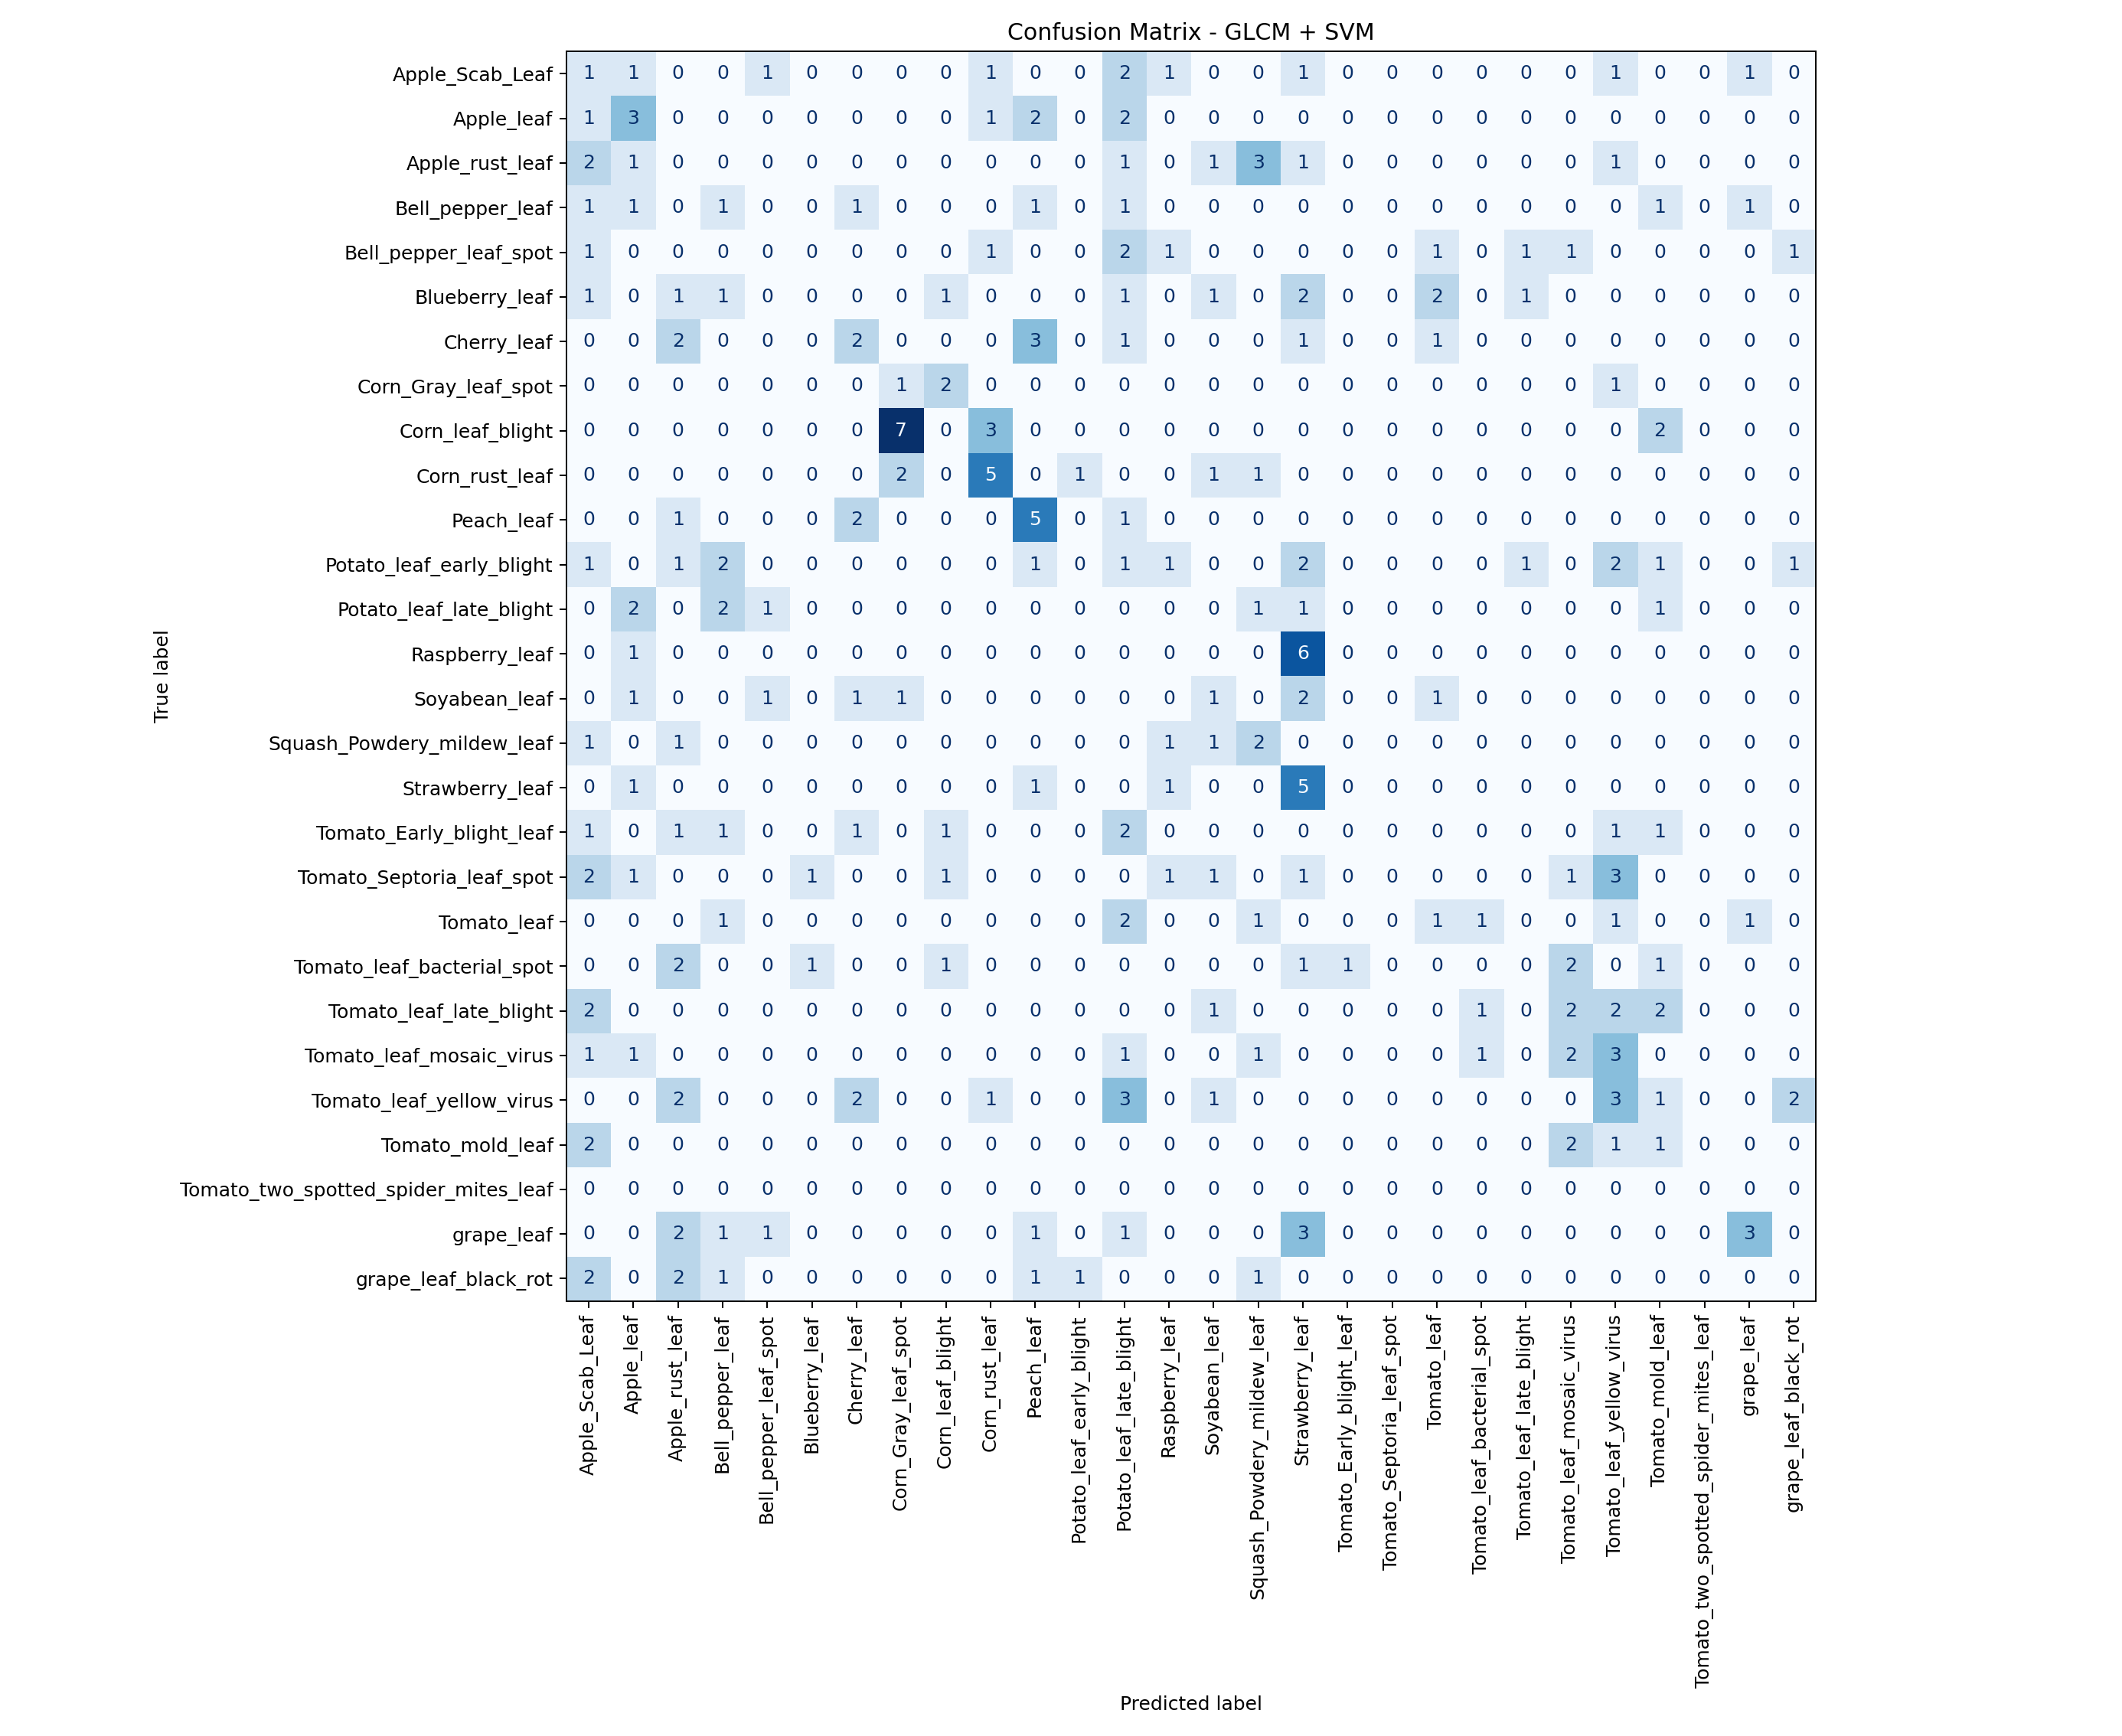 Confusion Matrix - GLCM + SVM
Apple_Scab_Leaf 1 1 0 0 1 0 0 0 0 1 0 0 2 1 0 0 1 0 0 0 0 0 0 1 0 0 1 0
Apple_leaf 1 3 0 0 0 0 0 0 0 1 2 0 2 0 0 0 0 0 0 0 0 0 0 0 0 0 0 0
Apple_rust_leaf 2 1 0 0 0 0 0 0 0 0 0 0 1 0 1 3 1 0 0 0 0 0 0 1 0 0 0 0
Bell_pepper_leaf 1 1 0 1 0 0 1 0 0 0 1 0 1 0 0 0 0 0 0 0 0 0 0 0 1 0 1 0
Bell_pepper_leaf_spot 1 0 0 0 0 0 0 0 0 1 0 0 2 1 0 0 0 0 0 1 0 1 1 0 0 0 0 1
Blueberry_leaf 1 0 1 1 0 0 0 0 1 0 0 0 1 0 1 0 2 0 0 2 0 1 0 0 0 0 0 0
Cherry_leaf 0 0 2 0 0 0 2 0 0 0 3 0 1 0 0 0 1 0 0 1 0 0 0 0 0 0 0 0
Corn_Gray_leaf_spot 0 0 0 0 0 0 0 1 2 0 0 0 0 0 0 0 0 0 0 0 0 0 0 1 0 0 0 0
Corn_leaf_blight 0 0 0 0 0 0 0 7 0 3 0 0 0 0 0 0 0 0 0 0 0 0 0 0 2 0 0 0
Corn_rust_leaf 0 0 0 0 0 0 0 2 0 5 0 1 0 0 1 1 0 0 0 0 0 0 0 0 0 0 0 0
Peach_leaf 0 0 1 0 0 0 2 0 0 0 5 0 1 0 0 0 0 0 0 0 0 0 0 0 0 0 0 0
Potato_leaf_early_blight 1 0 1 2 0 0 0 0 0 0 1 0 1 1 0 0 2 0 0 0 0 1 0 2 1 0 0 1
Potato_leaf_late_blight 0 2 0 2 1 0 0 0 0 0 0 0 0 0 0 1 1 0 0 0 0 0 0 0 1 0 0 0
Raspberry_leaf 0 1 0 0 0 0 0 0 0 0 0 0 0 0 0 0 6 0 0 0 0 0 0 0 0 0 0 0
Soyabean_leaf 0 1 0 0 1 0 1 1 0 0 0 0 0 0 1 0 2 0 0 1 0 0 0 0 0 0 0 0
Squash_Powdery_mildew_leaf 1 0 1 0 0 0 0 0 0 0 0 0 0 1 1 2 0 0 0 0 0 0 0 0 0 0 0 0
Strawberry_leaf 0 1 0 0 0 0 0 0 0 0 1 0 0 1 0 0 5 0 0 0 0 0 0 0 0 0 0 0
Tomato_Early_blight_leaf 1 0 1 1 0 0 1 0 1 0 0 0 2 0 0 0 0 0 0 0 0 0 0 1 1 0 0 0
Tomato_Septoria_leaf_spot 2 1 0 0 0 1 0 0 1 0 0 0 0 1 1 0 1 0 0 0 0 0 1 3 0 0 0 0
Tomato_leaf 0 0 0 1 0 0 0 0 0 0 0 0 2 0 0 1 0 0 0 1 1 0 0 1 0 0 1 0
Tomato_leaf_bacterial_spot 0 0 2 0 0 1 0 0 1 0 0 0 0 0 0 0 1 1 0 0 0 0 2 0 1 0 0 0
Tomato_leaf_late_blight 2 0 0 0 0 0 0 0 0 0 0 0 0 0 1 0 0 0 0 0 1 0 2 2 2 0 0 0
Tomato_leaf_mosaic_virus 1 1 0 0 0 0 0 0 0 0 0 0 1 0 0 1 0 0 0 0 1 0 2 3 0 0 0 0
Tomato_leaf_yellow_virus 0 0 2 0 0 0 2 0 0 1 0 0 3 0 1 0 0 0 0 0 0 0 0 3 1 0 0 2
Tomato_mold_leaf 2 0 0 0 0 0 0 0 0 0 0 0 0 0 0 0 0 0 0 0 0 0 2 1 1 0 0 0
Tomato_two_spotted_spider_mites_leaf 0 0 0 0 0 0 0 0 0 0 0 0 0 0 0 0 0 0 0 0 0 0 0 0 0 0 0 0
grape_leaf 0 0 2 1 1 0 0 0 0 0 1 0 1 0 0 0 3 0 0 0 0 0 0 0 0 0 3 0
grape_leaf_black_rot 2 0 2 1 0 0 0 0 0 0 1 1 0 0 0 1 0 0 0 0 0 0 0 0 0 0 0 0
True label
Apple_Scab_Leaf
Apple_leaf
Apple_rust_leaf
Bell_pepper_leaf
Bell_pepper_leaf_spot
Blueberry_leaf
Cherry_leaf
Corn_Gray_leaf_spot
Corn_leaf_blight
Corn_rust_leaf
Peach_leaf
Potato_leaf_early_blight
Potato_leaf_late_blight
Raspberry_leaf
Soyabean_leaf
Squash_Powdery_mildew_leaf
Strawberry_leaf
Tomato_Early_blight_leaf
Tomato_Septoria_leaf_spot
Tomato_leaf
Tomato_leaf_bacterial_spot
Tomato_leaf_late_blight
Tomato_leaf_mosaic_virus
Tomato_leaf_yellow_virus
Tomato_mold_leaf
Tomato_two_spotted_spider_mites_leaf
grape_leaf
grape_leaf_black_rot
Predicted label